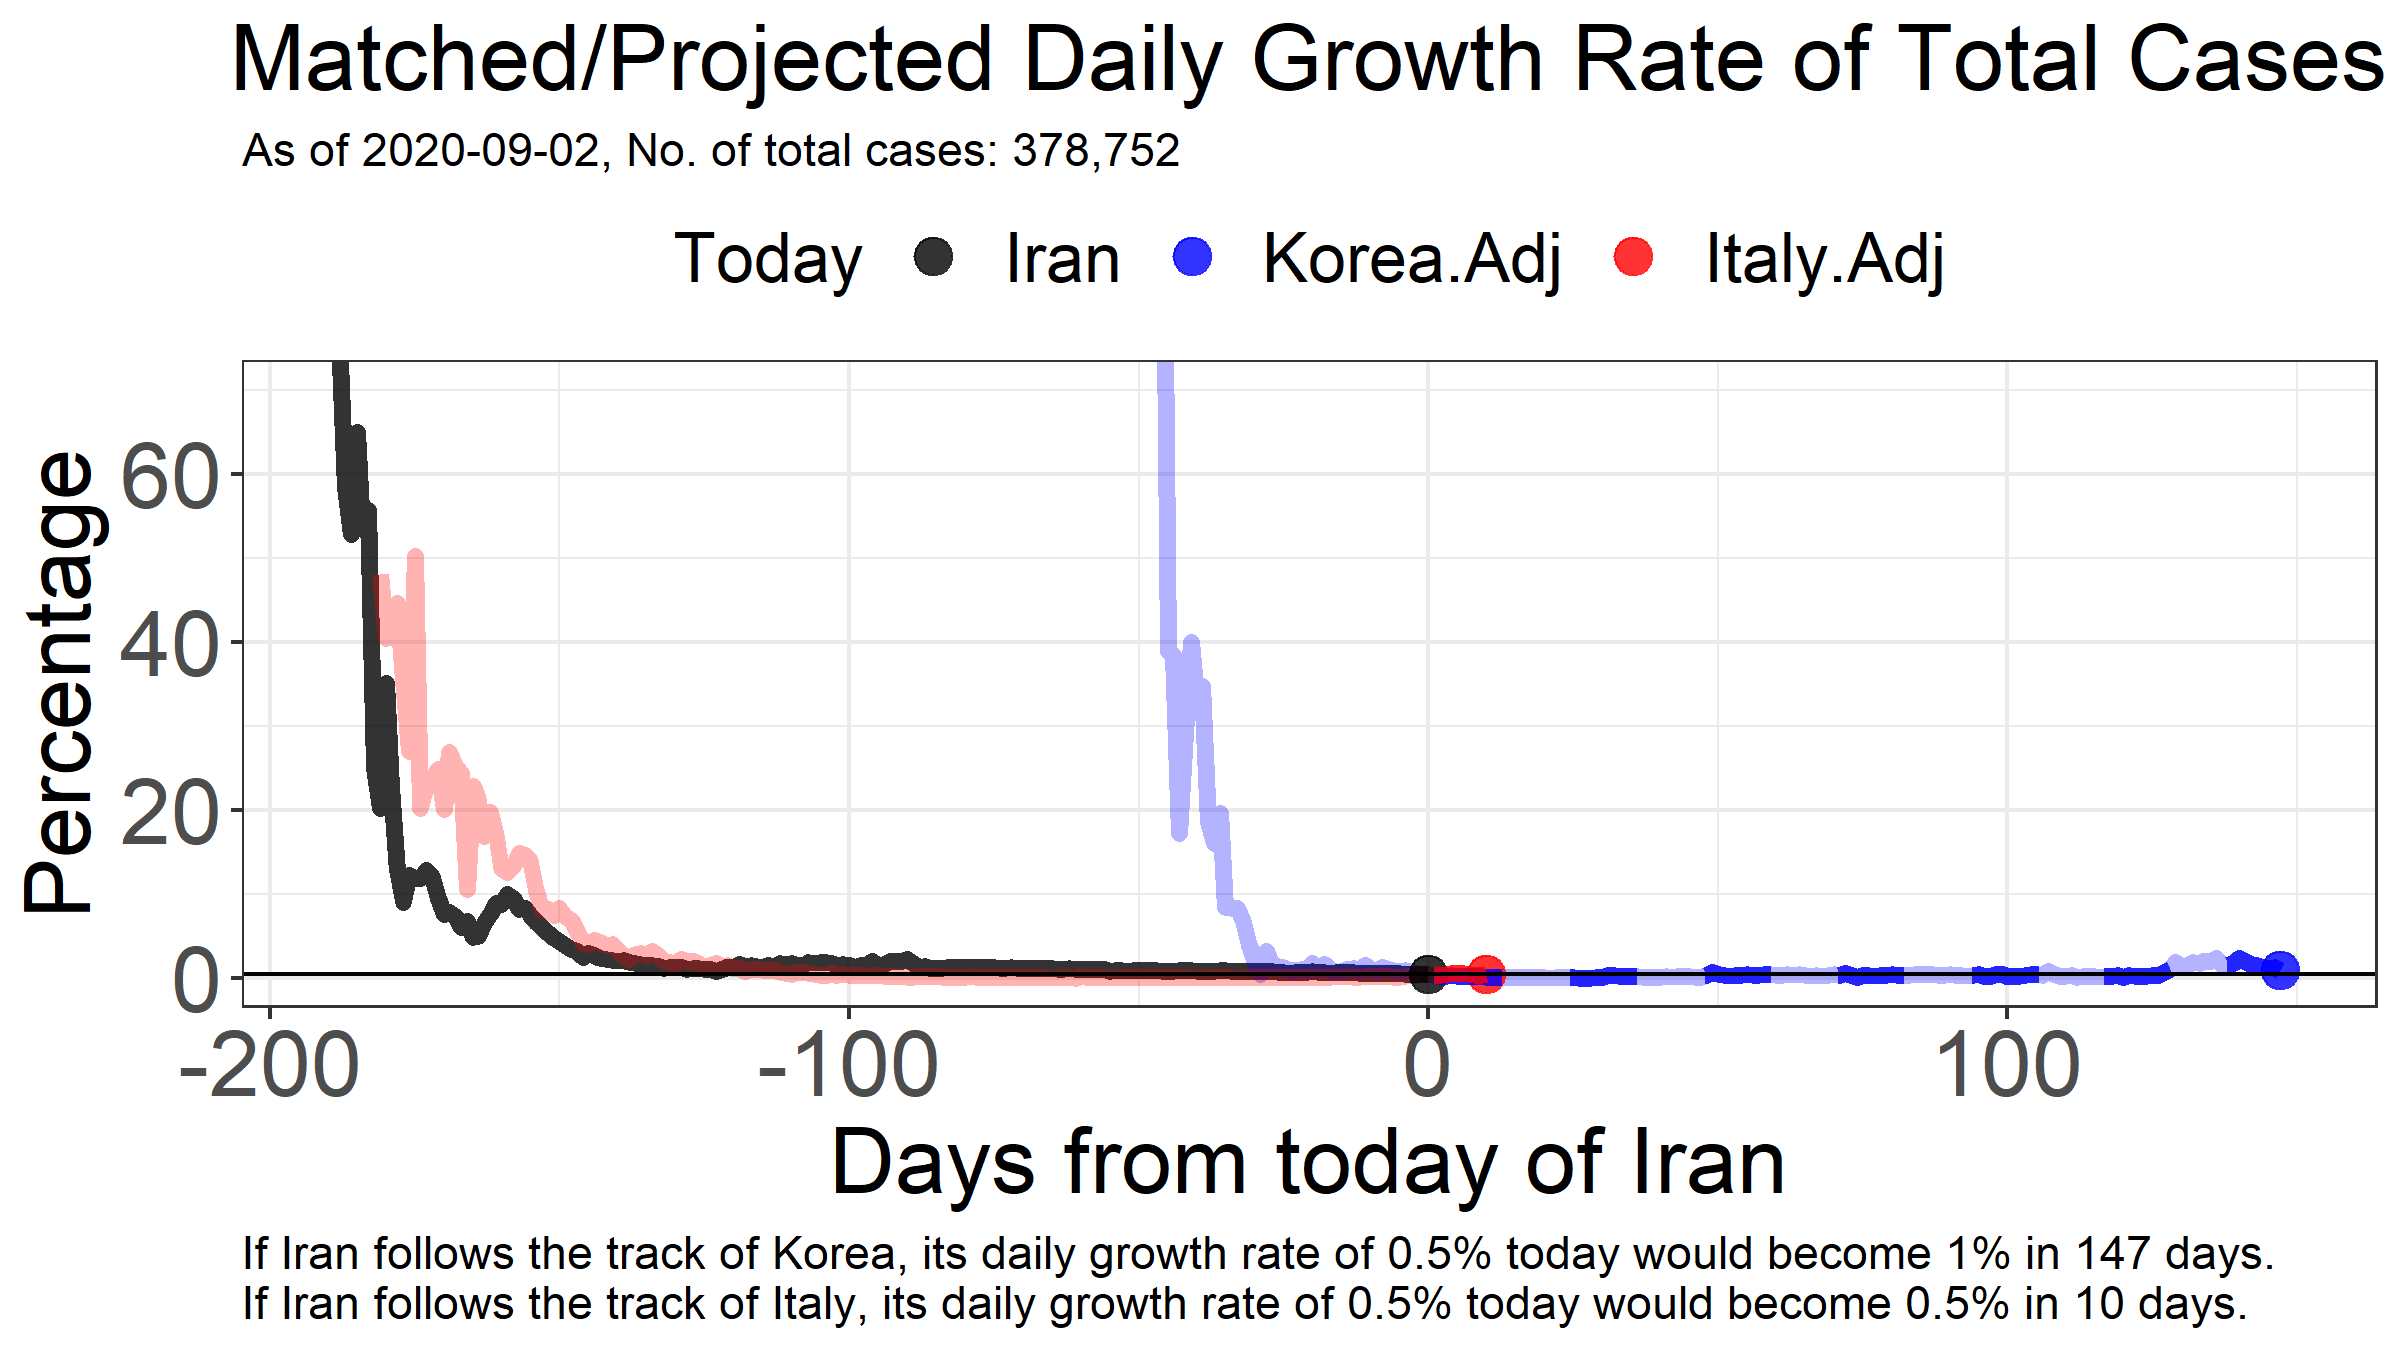 Matched/Projected Daily Growth Rate of Total Cases
As of 2020-09-02, No. of total cases: 378,752
Today Iran Korea.Adj Italy.Adj
Percentage
60
40
20
0
-200 -100 0 100
Days from today of Iran
If Iran follows the track of Korea, its daily growth rate of 0.5% today would become 1% in 147 days.
If Iran follows the track of Italy, its daily growth rate of 0.5% today would become 0.5% in 10 days.